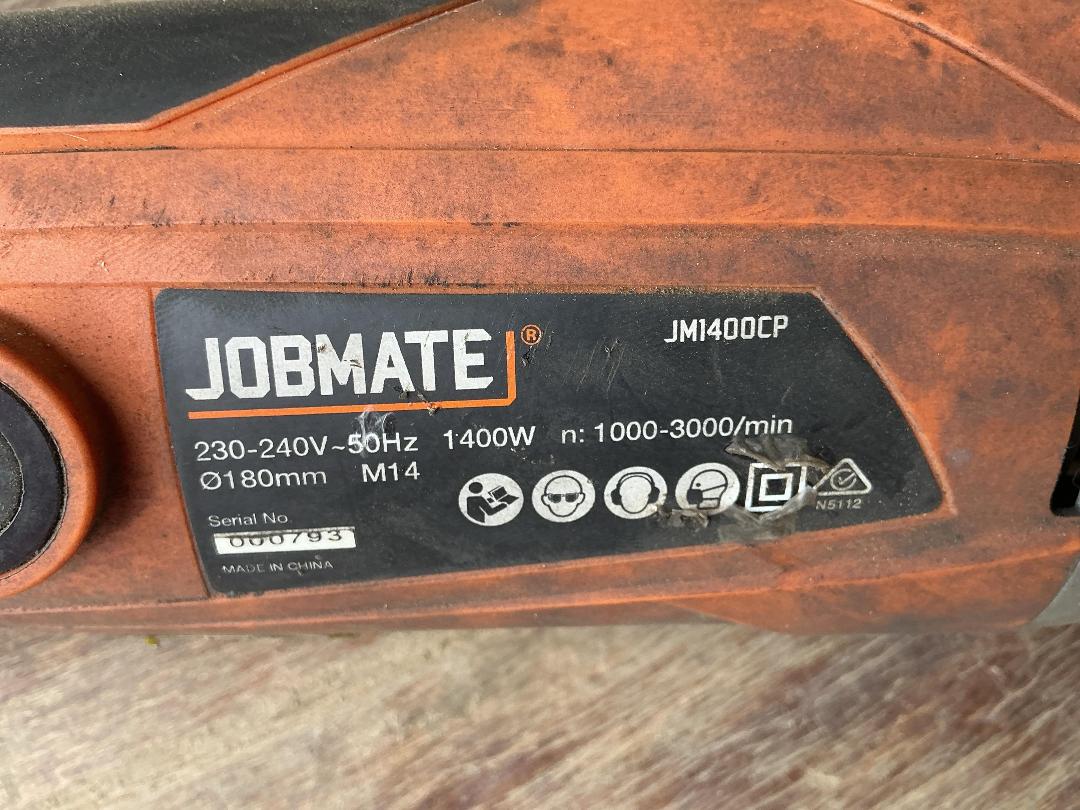 JOBMATE®
JM1400CP
230-240V~50Hz 1400W n: 1000-3000/min
Ø180mm M14
N5112
Serial No.
000793
MADE IN CHINA